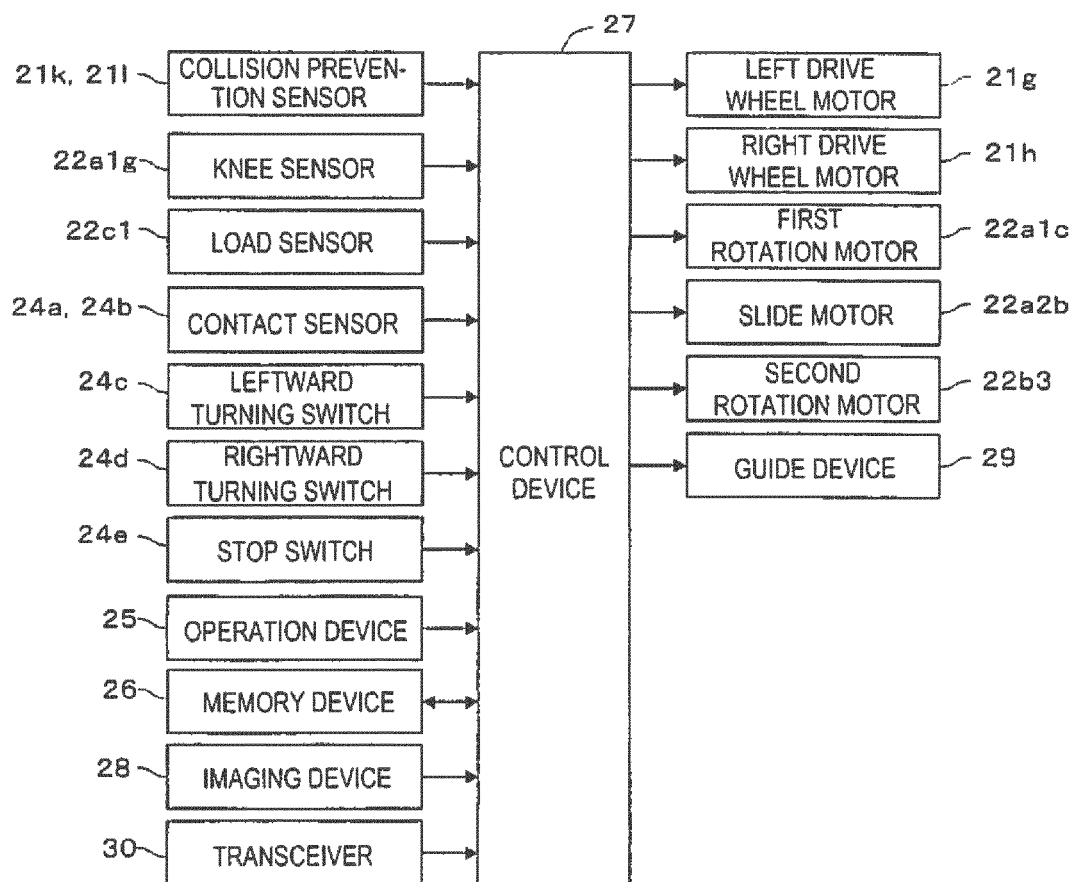 27
21k, 21l
COLLISION PREVEN-
TION SENSOR
22a1g
KNEE SENSOR
22c1
LOAD SENSOR
24a, 24b
CONTACT SENSOR
24c
LEFTWARD
TURNING SWITCH
24d
RIGHTWARD
TURNING SWITCH
24e
STOP SWITCH
25
OPERATION DEVICE
26
MEMORY DEVICE
28
IMAGING DEVICE
30
TRANSCEIVER
CONTROL
DEVICE
LEFT DRIVE
WHEEL MOTOR
21g
RIGHT DRIVE
WHEEL MOTOR
21h
FIRST
ROTATION MOTOR
22a1c
SLIDE MOTOR
22a2b
SECOND
ROTATION MOTOR
22b3
GUIDE DEVICE
29